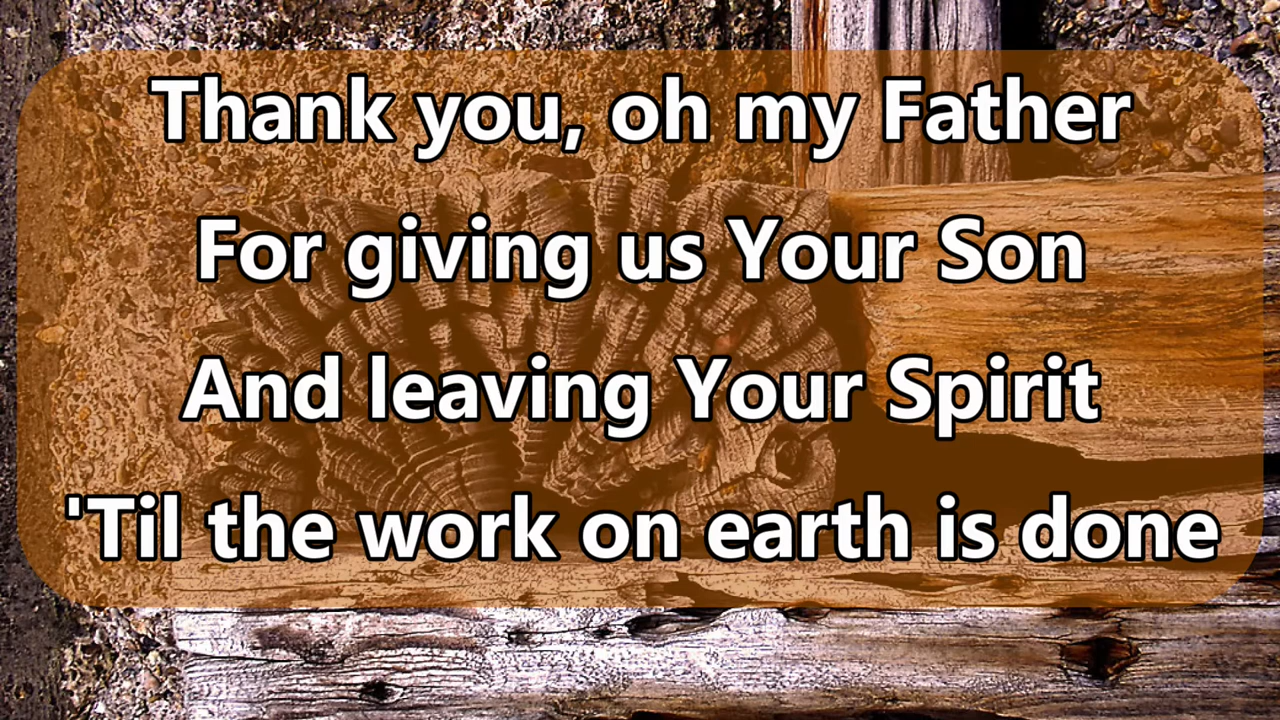 Thank you, oh my Father
For giving us Your Son
And leaving Your Spirit
'Til the work on earth is done